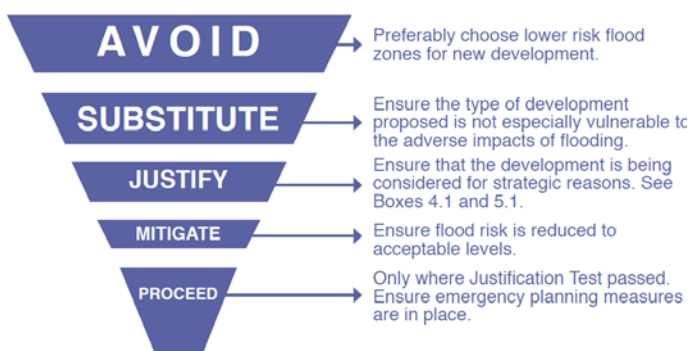 AVOID
Preferably choose lower risk flood
zones for new development.
SUBSTITUTE
Ensure the type of development
proposed is not especially vulnerable to
the adverse impacts of flooding.
JUSTIFY
Ensure that the development is being
considered for strategic reasons. See
Boxes 4.1 and 5.1.
MITIGATE
Ensure flood risk is reduced to
acceptable levels.
PROCEED
Only where Justification Test passed.
Ensure emergency planning measures
are in place.